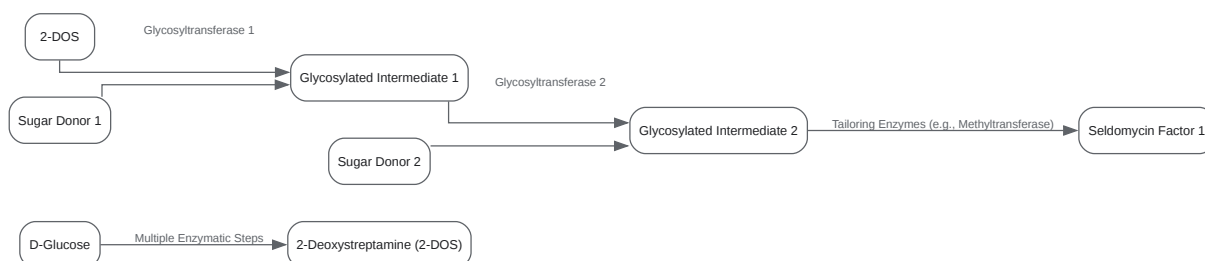 2-DOS
Glycosyltransferase 1
Glycosylated Intermediate 1
Sugar Donor 1
Glycosyltransferase 2
Glycosylated Intermediate 2
Tailoring Enzymes (e.g., Methyltransferase)
Seldomycin Factor 1
Sugar Donor 2
D-Glucose
Multiple Enzymatic Steps
2-Deoxystreptamine (2-DOS)